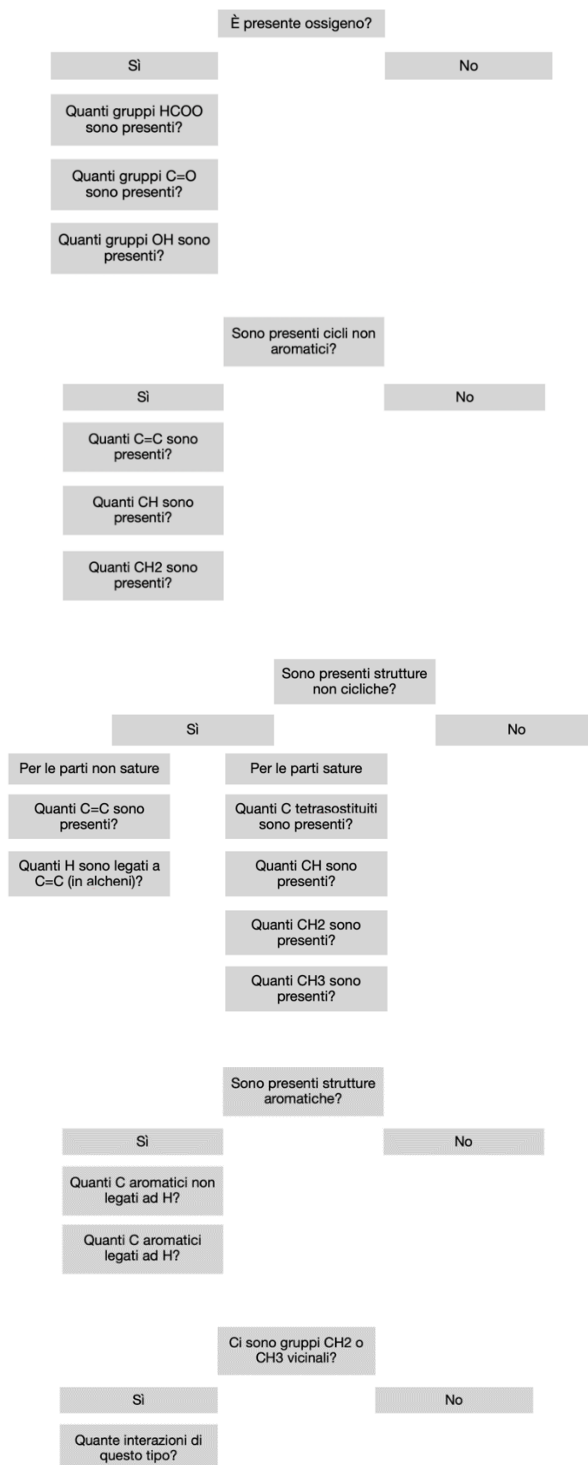 È presente ossigeno?
Sì
No
Quanti gruppi HCOO
sono presenti?
Quanti gruppi C=O
sono presenti?
Quanti gruppi OH sono
presenti?
Sono presenti cicli non
aromatici?
Sì
No
Quanti C=C sono
presenti?
Quanti CH sono
presenti?
Quanti CH2 sono
presenti?
Sono presenti strutture
non cicliche?
Sì
No
Per le parti non sature
Per le parti sature
Quanti C=C sono
presenti?
Quanti C tetrasostituiti
sono presenti?
Quanti H sono legati a
C=C (in alcheni)?
Quanti CH sono
presenti?
Quanti CH2 sono
presenti?
Quanti CH3 sono
presenti?
Sono presenti strutture
aromatiche?
Sì
No
Quanti C aromatici non
legati ad H?
Quanti C aromatici
legati ad H?
Ci sono gruppi CH2 o
CH3 vicinali?
Sì
No
Quante interazioni di
questo tipo?